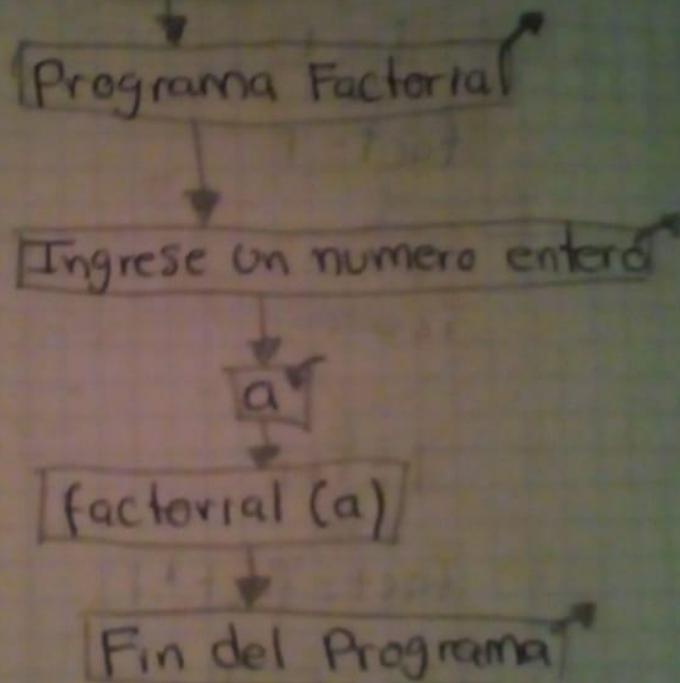 Programa Factorial
Ingrese un numero entero
a
factorial (a)
Fin del Programa